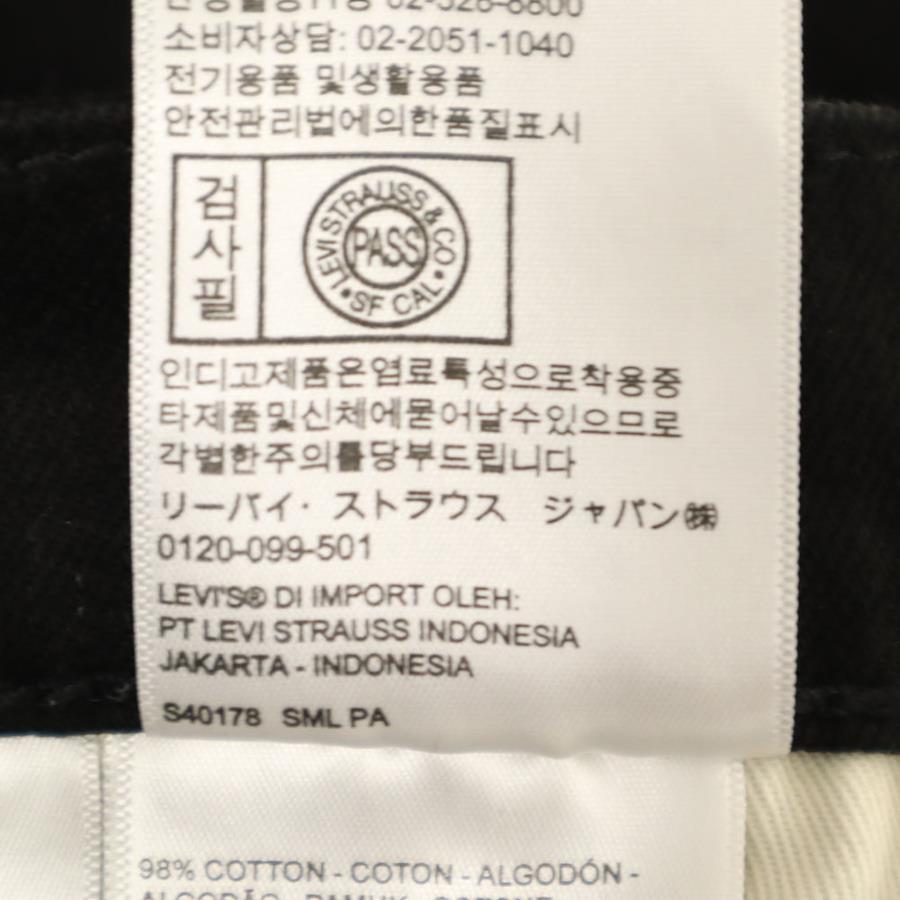 02-328-8800
소비자상담: 02-2051-1040
전기용품 및생활용품
안전관리법에의한품질표시
검
사
필
LEVI STRAUSS & CO
PASS
• SF CAL •
인디고제품은염료특성으로착용중
타제품및신체에묻어날수있으므로
각별한주의를당부드립니다
リーバイ・ストラウス ジャパン㈱
0120-099-501
LEVI'S® DI IMPORT OLEH:
PT LEVI STRAUSS INDONESIA
JAKARTA - INDONESIA
S40178 SML PA
98% COTTON - COTON - ALGODÓN -
ALGODÃO - PAMUK - COTONE